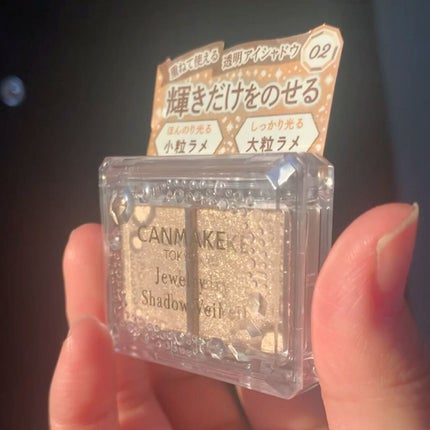 重ねて使える 透明アイシャドウ 02
輝きだけをのせる
ほんのり光る しっかり光る
小粒ラメ 大粒ラメ
CANMAKE
TOKYO
Jewelry
Shadow Veil